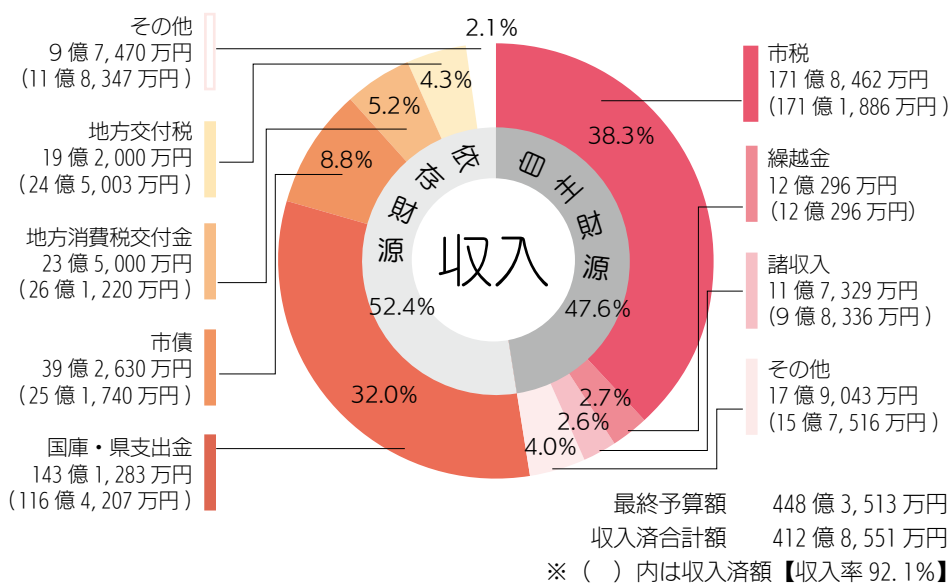 その他
9億7,470万円
(11億8,347万円)
地方交付税
19億2,000万円
(24億5,003万円)
地方消費税交付金
23億5,000万円
(26億1,220万円)
市債
39億2,630万円
(25億1,740万円)
国庫・県支出金
143億1,283万円
(116億4,207万円)
2.1%
4.3%
5.2%
8.8%
32.0%
依存財源
52.4%
収入
自主財源
47.6%
38.3%
2.7%
2.6%
4.0%
市税
171億8,462万円
(171億1,886万円)
繰越金
12億296万円
(12億296万円)
諸収入
11億7,329万円
(9億8,336万円)
その他
17億9,043万円
(15億7,516万円)
最終予算額 448億3,513万円
収入済合計額 412億8,551万円
※( )内は収入済額【収入率92.1%】